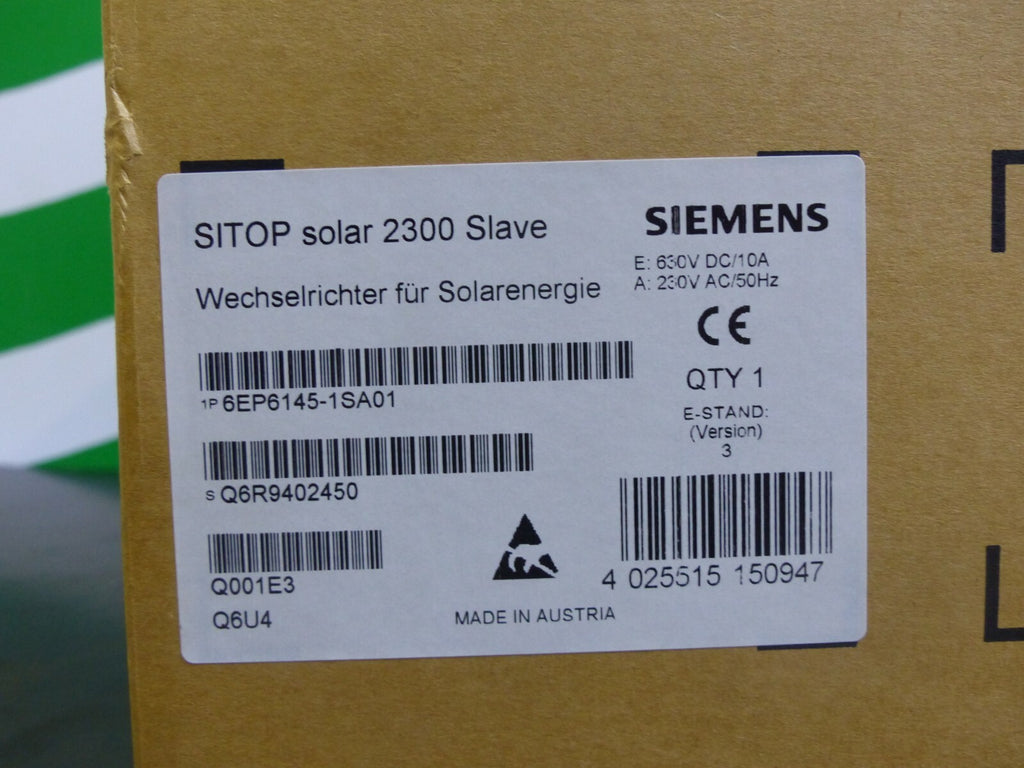 SITOP solar 2300 Slave
SIEMENS
E: 630V DC/10A
A: 230V AC/50Hz
Wechselrichter für Solarenergie
CE
QTY 1
1P 6EP6145-1SA01
E-STAND:
(Version)
3
S Q6R9402450
Q001E3
Q6U4
MADE IN AUSTRIA
4 025515 150947